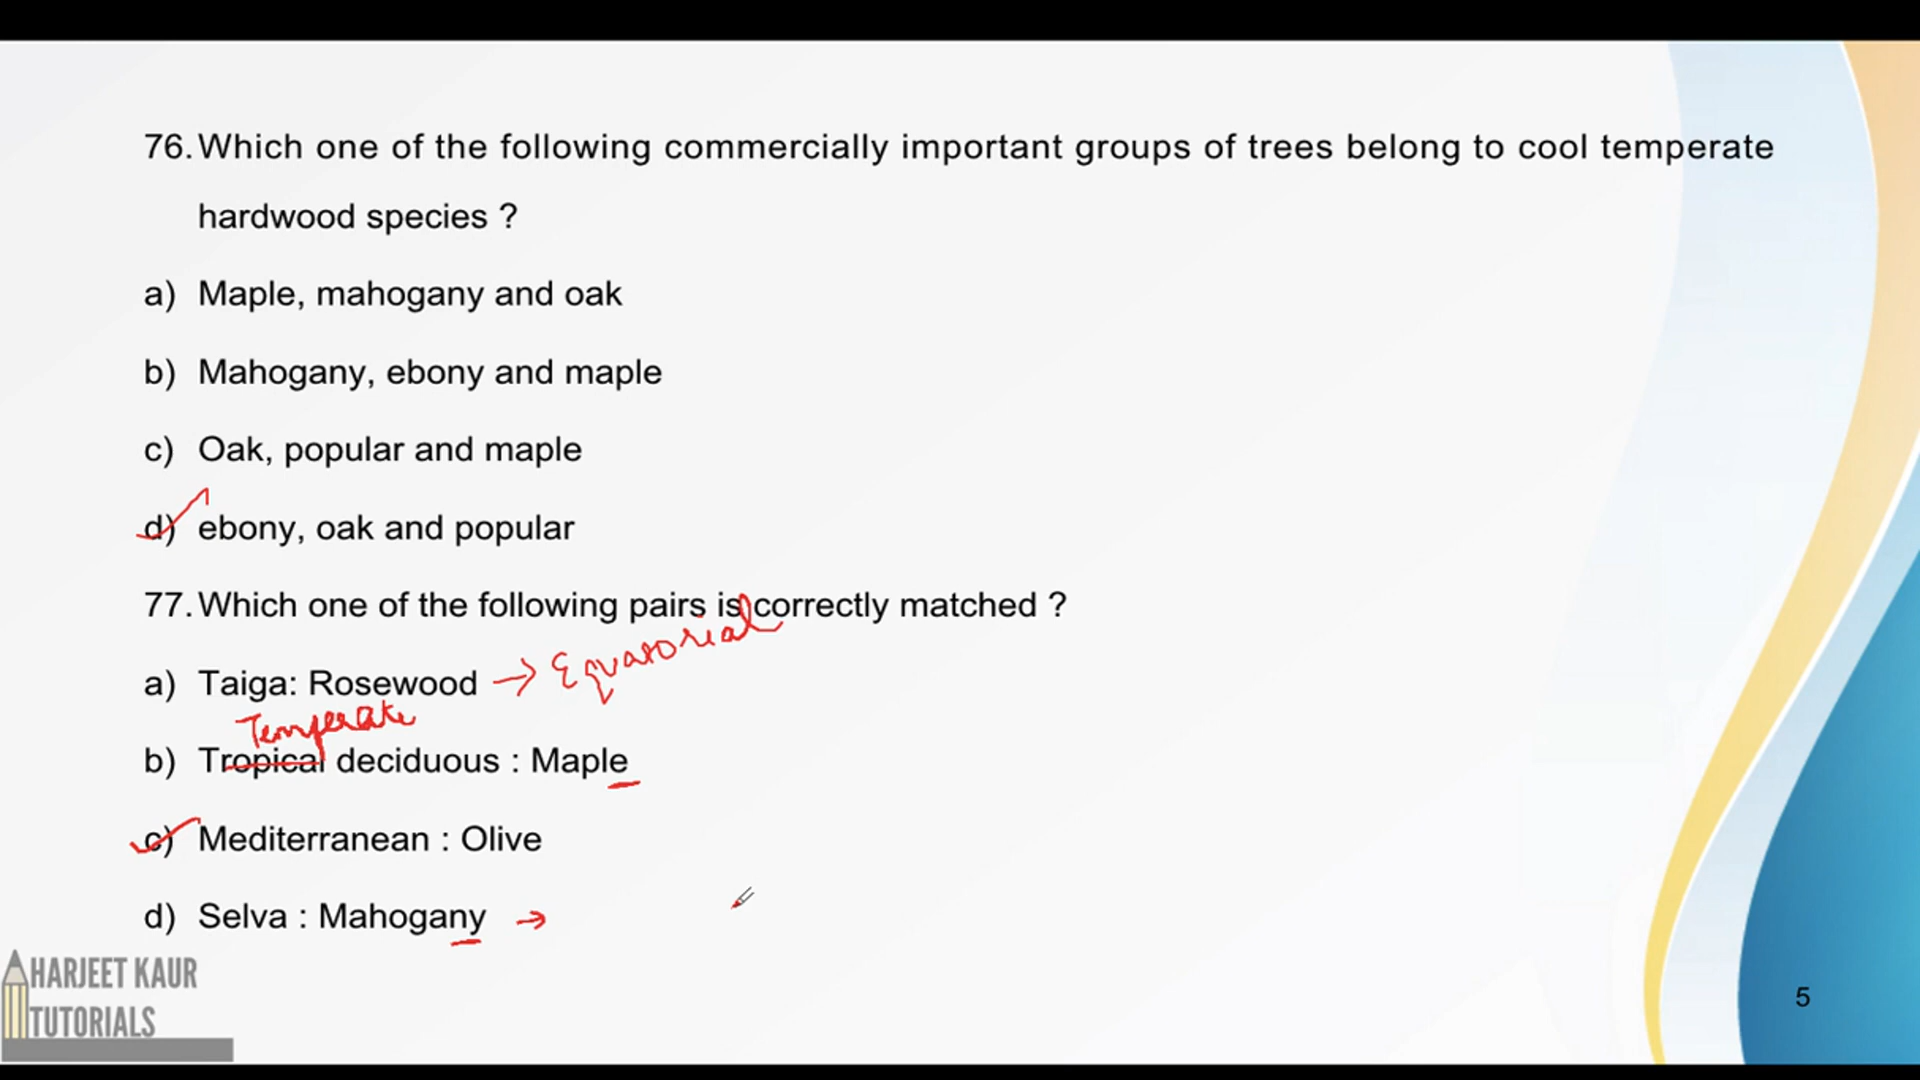 76. Which one of the following commercially important groups of trees belong to cool temperate
hardwood species ?
a) Maple, mahogany and oak
b) Mahogany, ebony and maple
c) Oak, popular and maple
d) ebony, oak and popular
77. Which one of the following pairs is correctly matched ?
a) Taiga: Rosewood → Equatorial
Temperate
b) Tropical deciduous : Maple
c) Mediterranean : Olive
d) Selva : Mahogany →
HARJEET KAUR
TUTORIALS
5